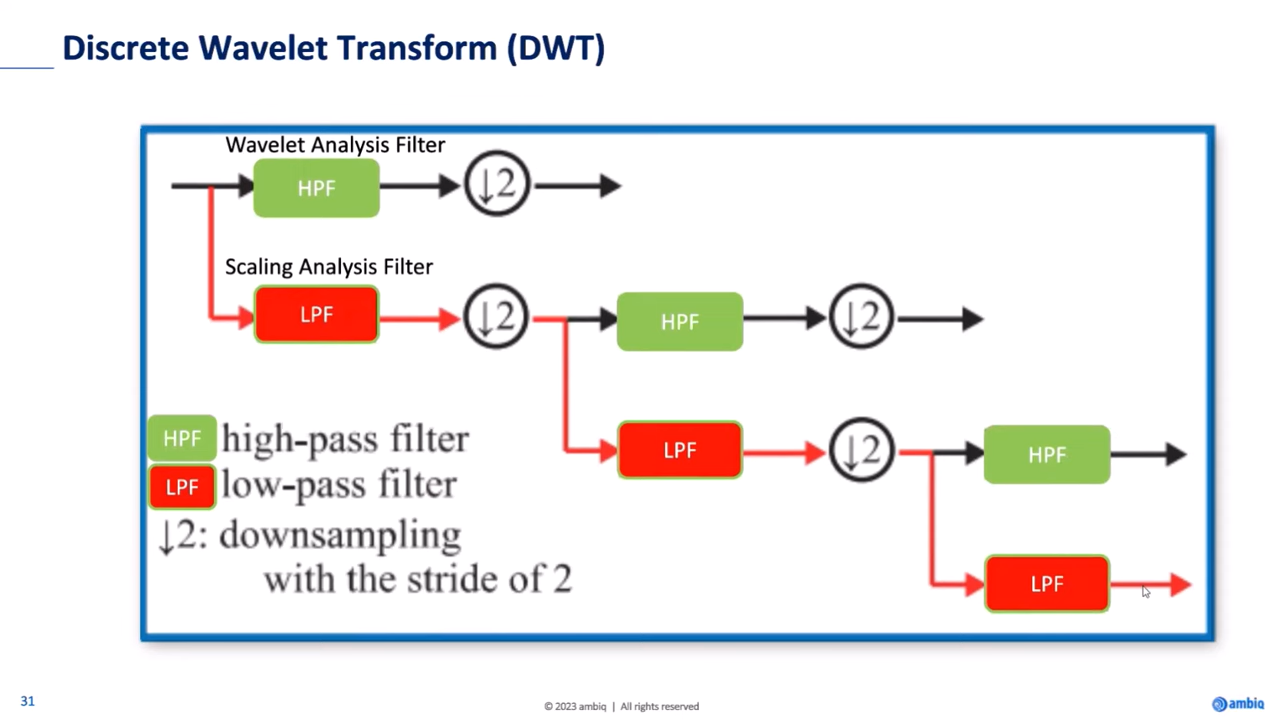 Discrete Wavelet Transform (DWT)
Wavelet Analysis Filter
HPF
↓2
Scaling Analysis Filter
LPF
↓2
HPF
↓2
LPF
↓2
HPF
LPF
HPF high-pass filter
LPF low-pass filter
↓2: downsampling
with the stride of 2
31
© 2023 ambiq | All rights reserved
ambiq